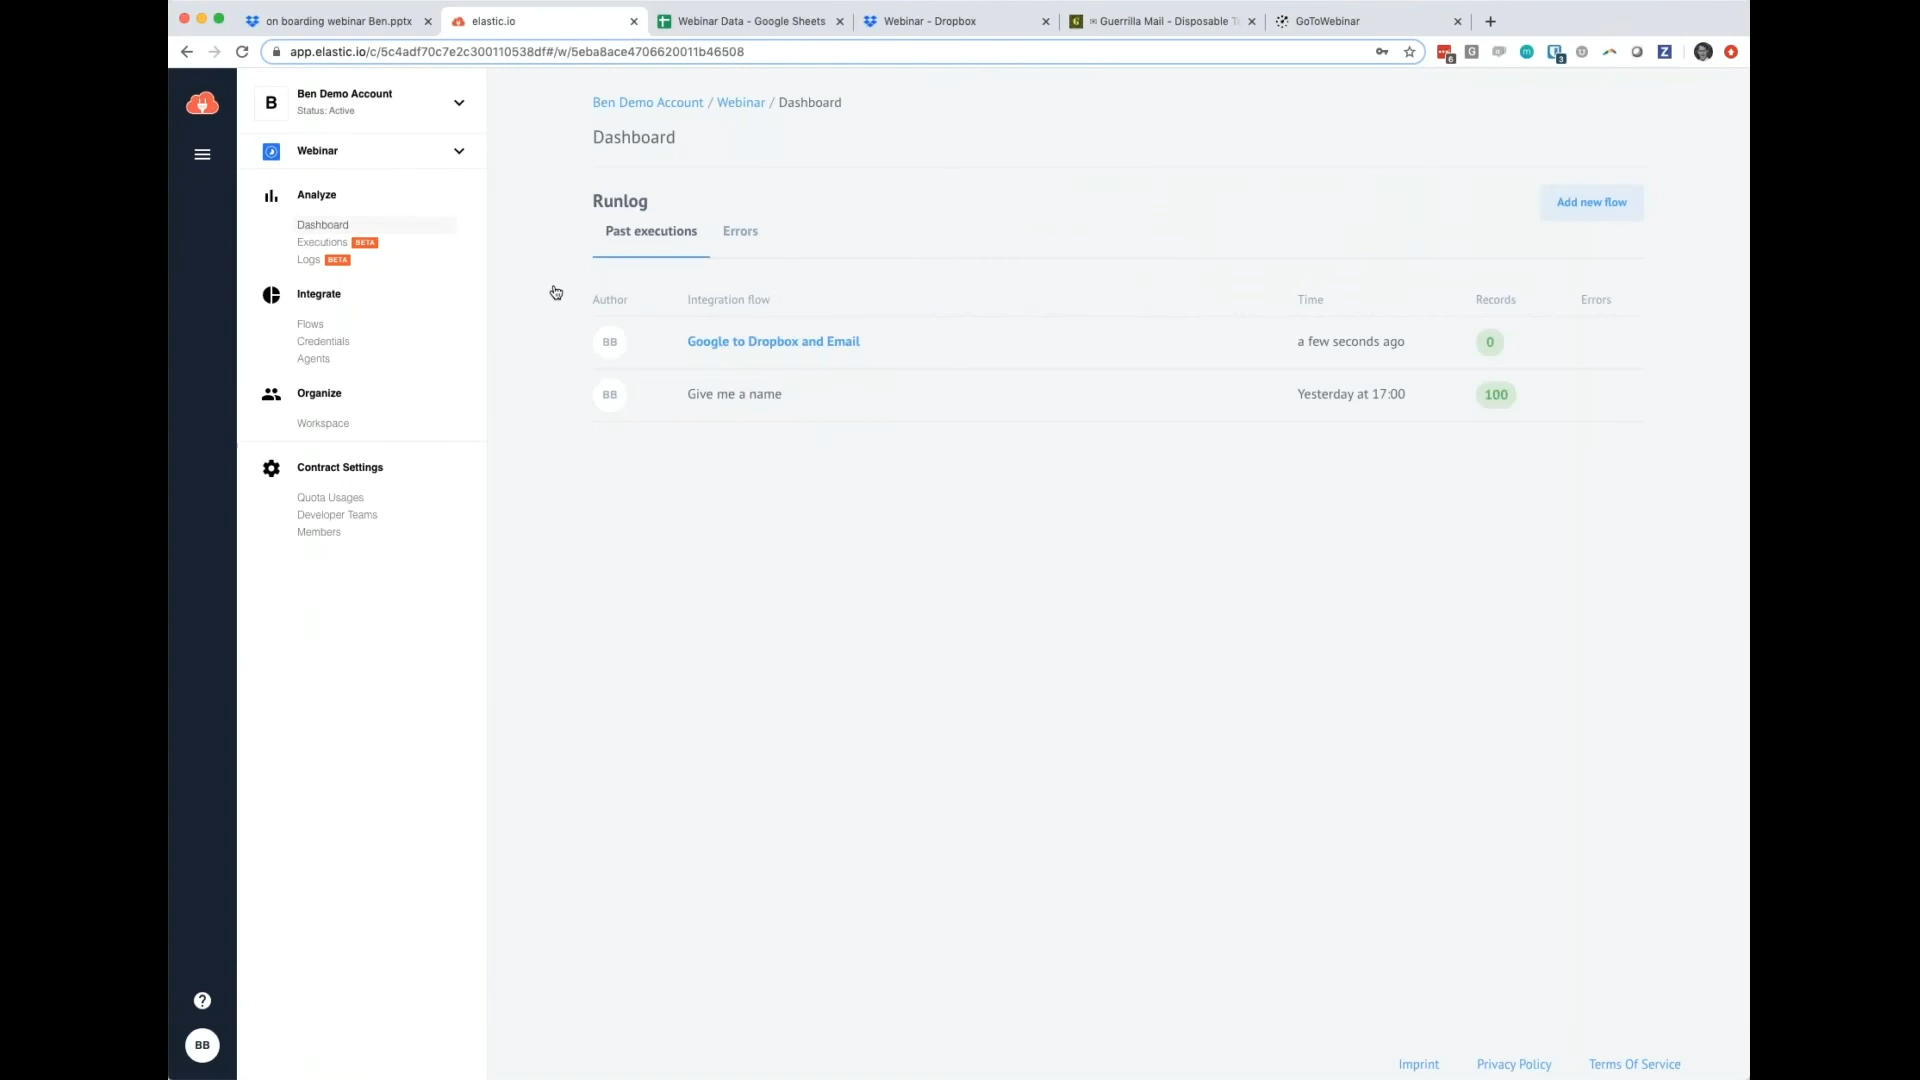 on boarding webinar Ben.pptx
elastic.io
Webinar Data - Google Sheets
Webinar - Dropbox
Guerrilla Mail - Disposable
GoToWebinar
app.elastic.io/c/5c4adf70c7e2c300110538df#/w/5eba8ace4706620011b46508
6
G
m
3
Z
B
Ben Demo Account
Status: Active
Webinar
Analyze
Dashboard
Executions BETA
Logs BETA
Integrate
Flows
Credentials
Agents
Organize
Workspace
Contract Settings
Quota Usages
Developer Teams
Members
?
BB
Ben Demo Account / Webinar / Dashboard
Dashboard
Runlog
Add new flow
Past executions Errors
Author Integration flow Time Records Errors
BB Google to Dropbox and Email a few seconds ago 0
BB Give me a name Yesterday at 17:00 100
Imprint Privacy Policy Terms Of Service